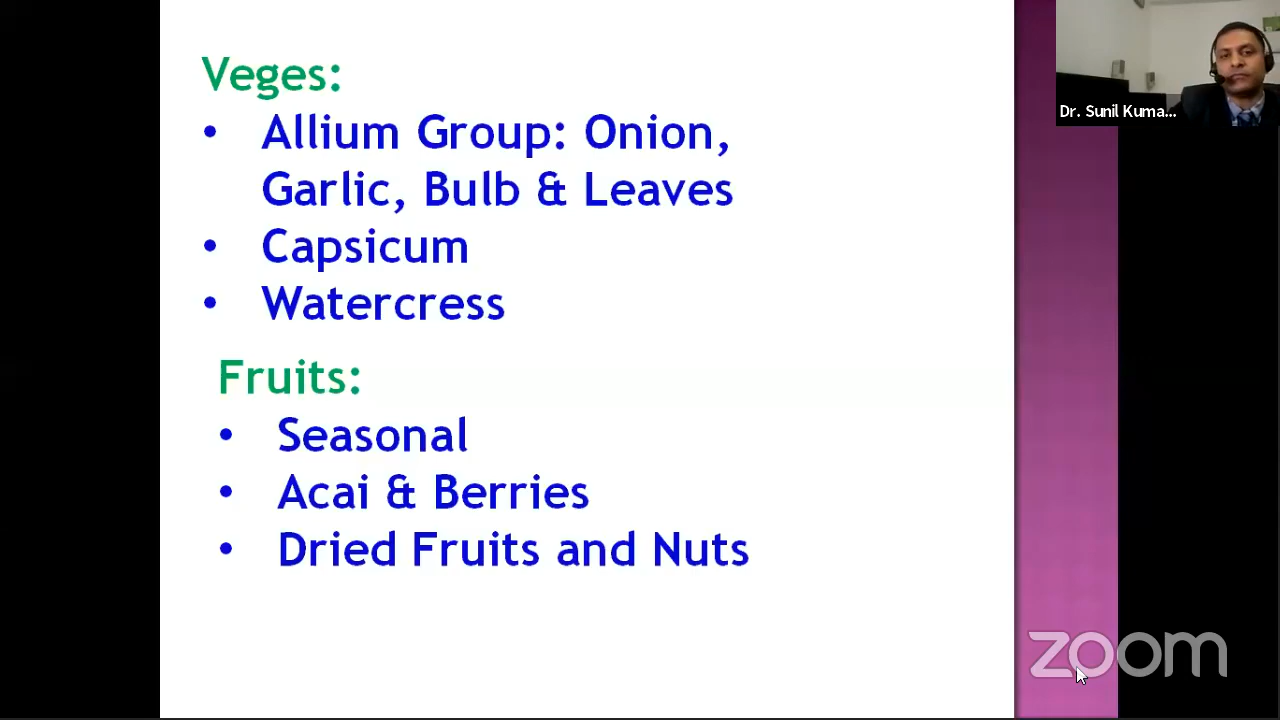 Veges:
• Allium Group: Onion,
Garlic, Bulb & Leaves
• Capsicum
• Watercress
Fruits:
• Seasonal
• Acai & Berries
• Dried Fruits and Nuts
Dr. Sunil Kuma...
zoom